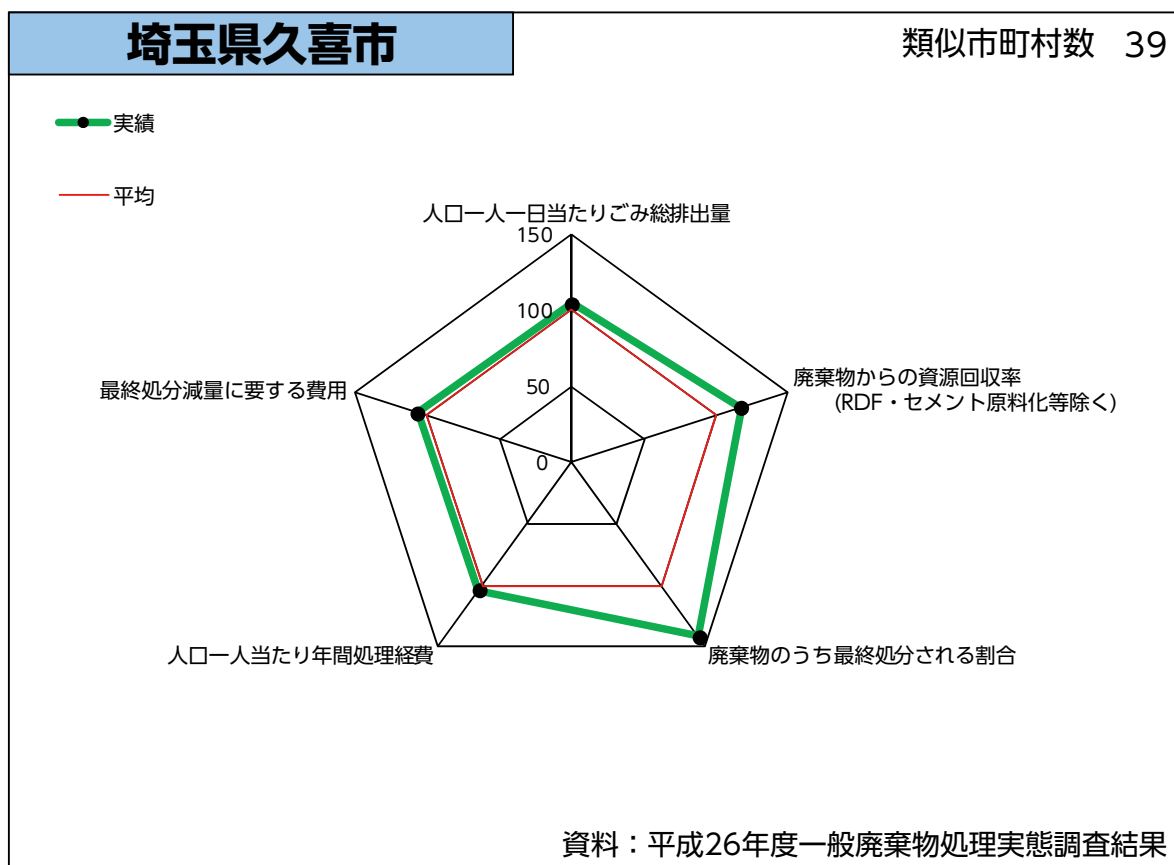 埼玉県久喜市
類似市町村数 39
実績
平均
人口一人一日当たりごみ総排出量
150
100
50
0
廃棄物からの資源回収率
(RDF・セメント原料化等除く)
最終処分減量に要する費用
人口一人当たり年間処理経費
廃棄物のうち最終処分される割合
資料：平成26年度一般廃棄物処理実態調査結果